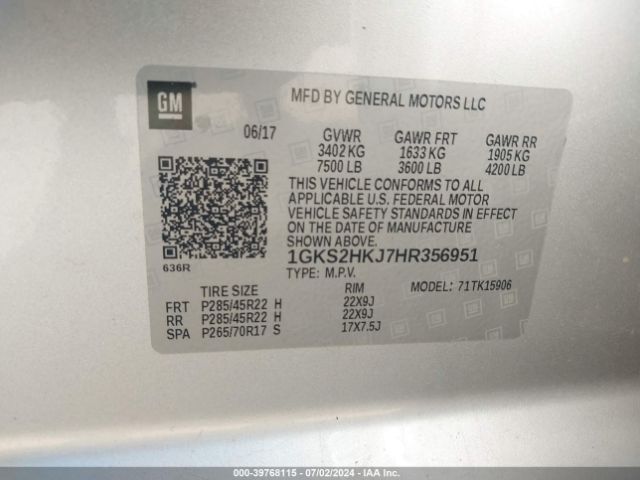 GM
MFD BY GENERAL MOTORS LLC
06/17 GVWR GAWR FRT GAWR RR
3402 KG 1633 KG 1905 KG
7500 LB 3600 LB 4200 LB
THIS VEHICLE CONFORMS TO ALL
APPLICABLE U.S. FEDERAL MOTOR
VEHICLE SAFETY STANDARDS IN EFFECT
ON THE DATE OF MANUFACTURE
SHOWN ABOVE.
636R
1GKS2HKJ7HR356951
TYPE: M.P.V. MODEL: 71TK15906
TIRE SIZE RIM
FRT P285/45R22 H 22X9J
RR P285/45R22 H 22X9J
SPA P265/70R17 S 17X7.5J
000-39768115 - 07/02/2024 - IAA Inc.